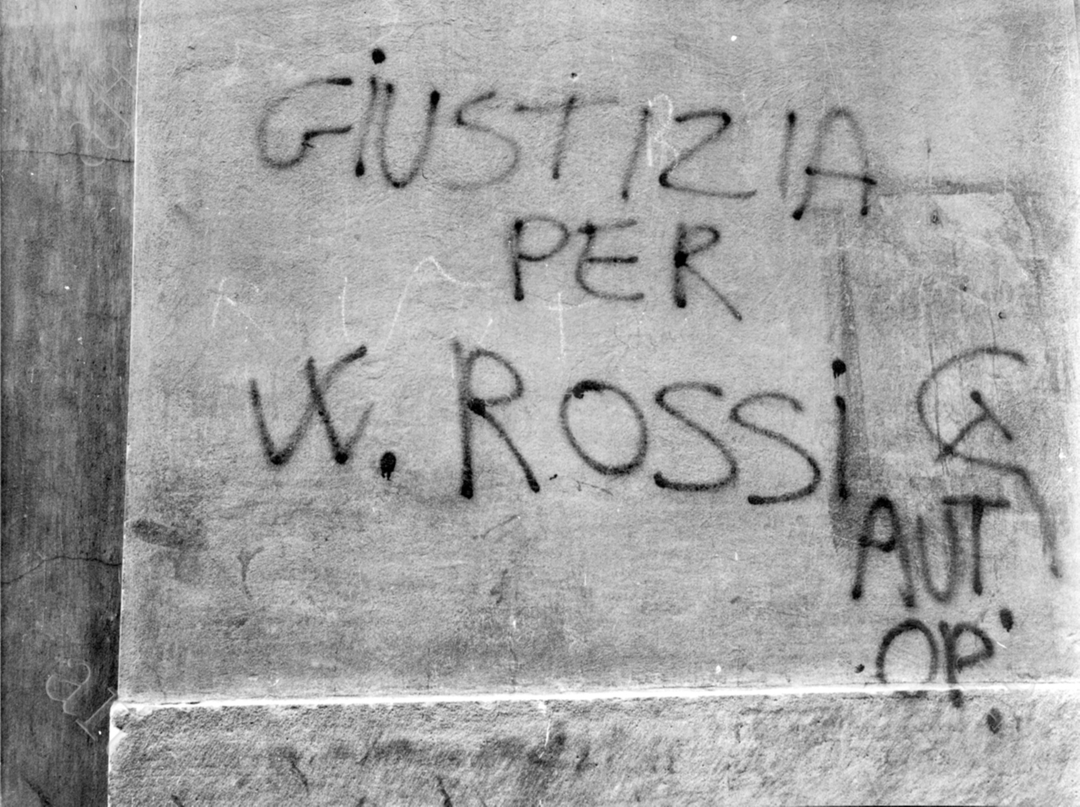 GIUSTIZIA
PER
W. ROSSI
AUT.
OP.